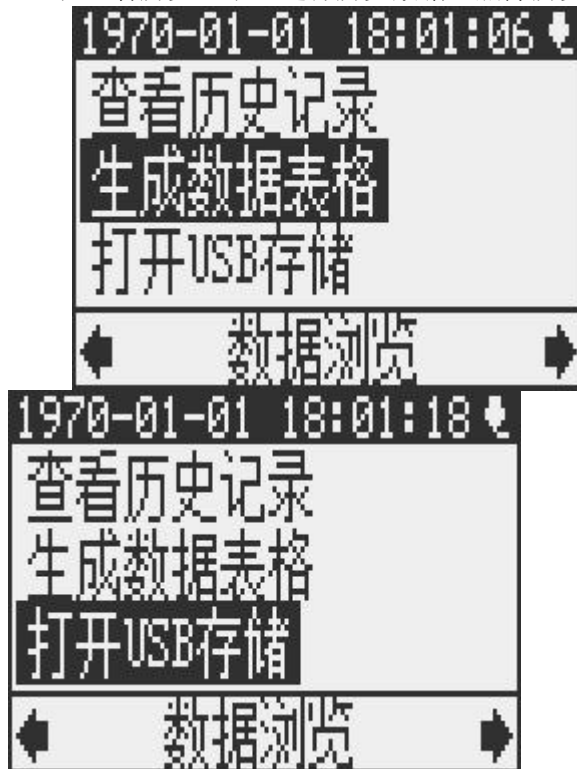 1970-01-01 18:01:06
查看历史记录
生成数据表格
打开USB存储
数据浏览
1970-01-01 18:01:18
查看历史记录
生成数据表格
打开USB存储
数据浏览